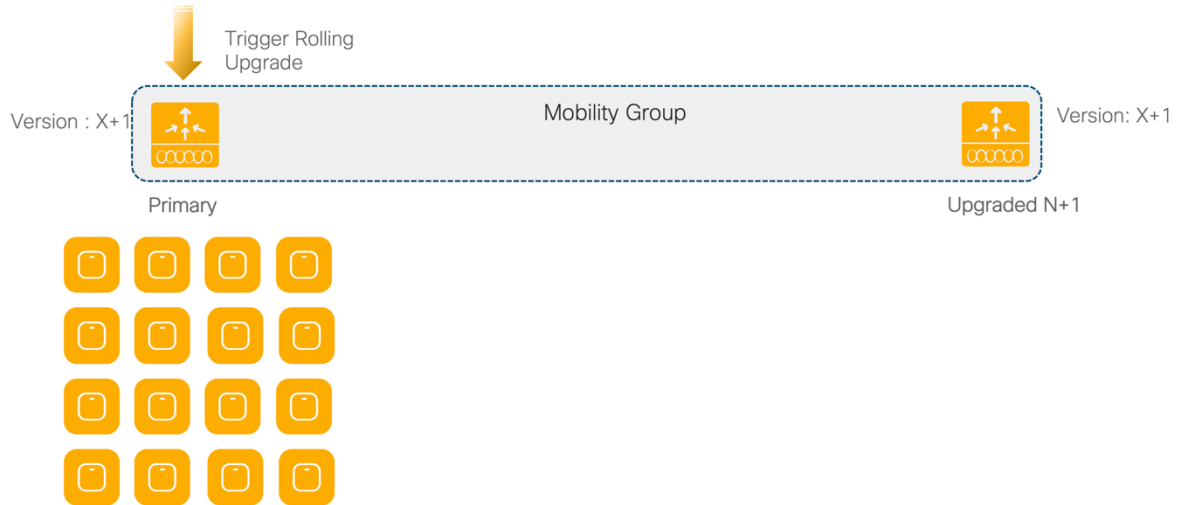 Trigger Rolling
Upgrade
Mobility Group
Version : X+1
Version: X+1
Primary
Upgraded N+1